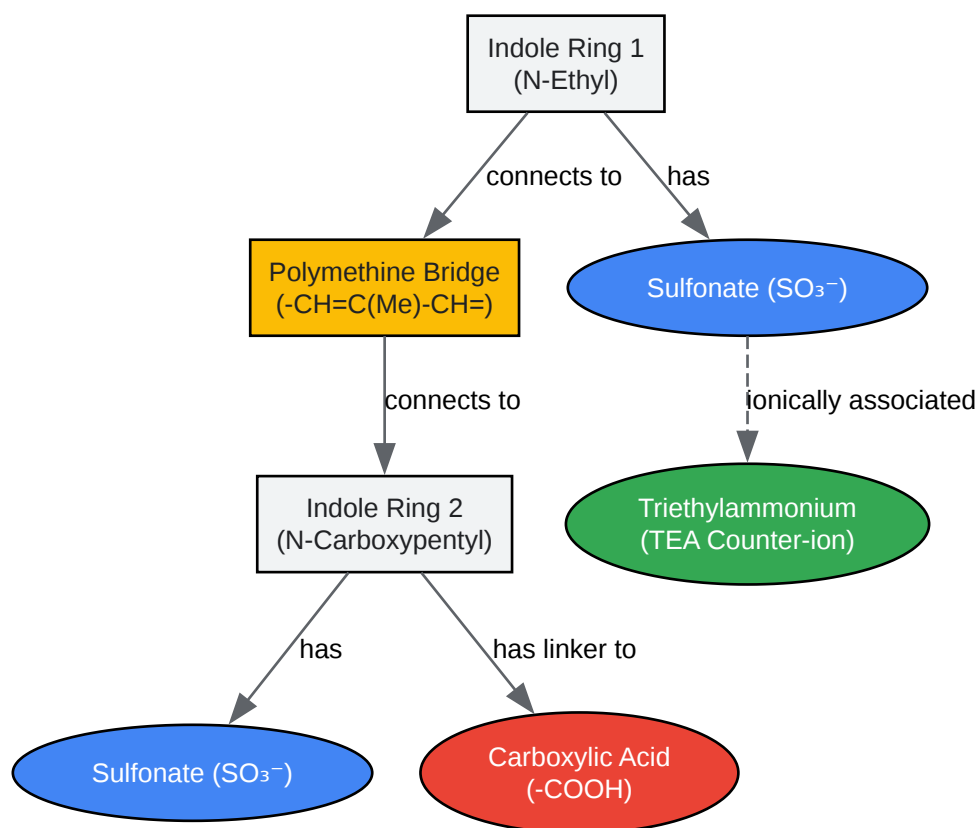 Indole Ring 1
(N-Ethyl)
connects to
has
Polymethine Bridge
(-CH=C(Me)-CH=)
Sulfonate (SO₃⁻)
connects to
ionically associated
Indole Ring 2
(N-Carboxypentyl)
Triethylammonium
(TEA Counter-ion)
has
has linker to
Sulfonate (SO₃⁻)
Carboxylic Acid
(-COOH)